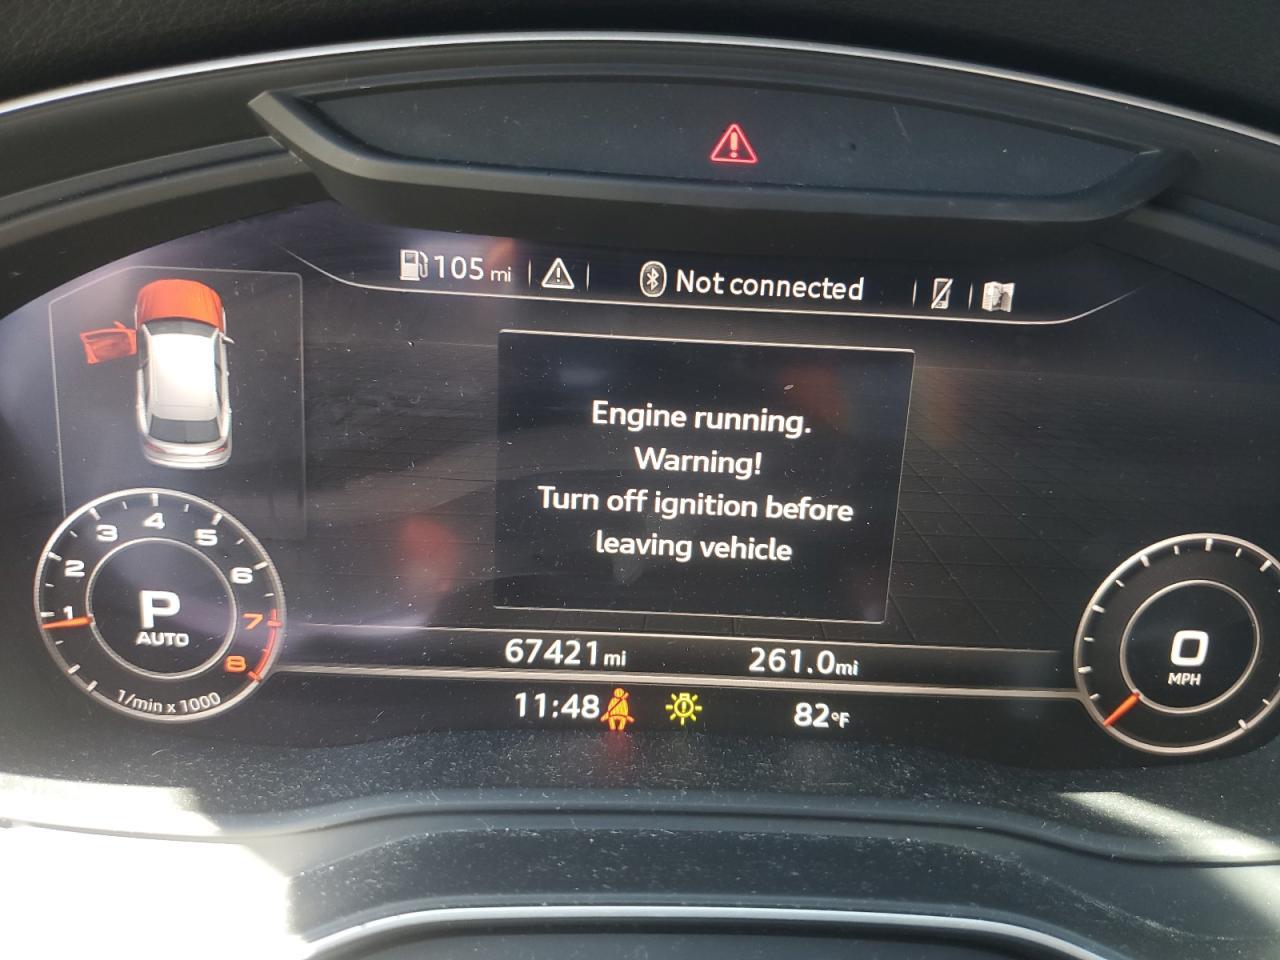 105 mi
Not connected
Engine running.
Warning!
Turn off ignition before
leaving vehicle
1
2
3
4
5
6
7
8
P
AUTO
1/min x 1000
0
MPH
67421 mi
261.0 mi
11:48
82°F